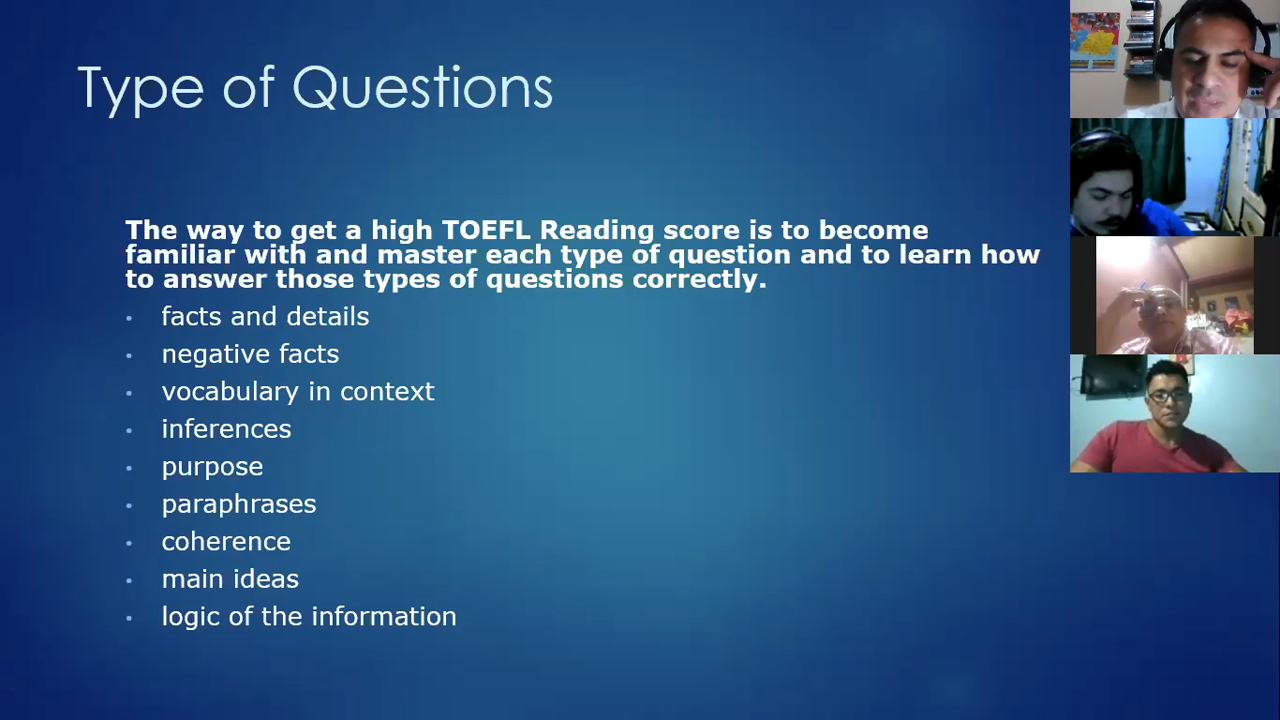 Type of Questions
The way to get a high TOEFL Reading score is to become
familiar with and master each type of question and to learn how
to answer those types of questions correctly.
• facts and details
• negative facts
• vocabulary in context
• inferences
• purpose
• paraphrases
• coherence
• main ideas
• logic of the information